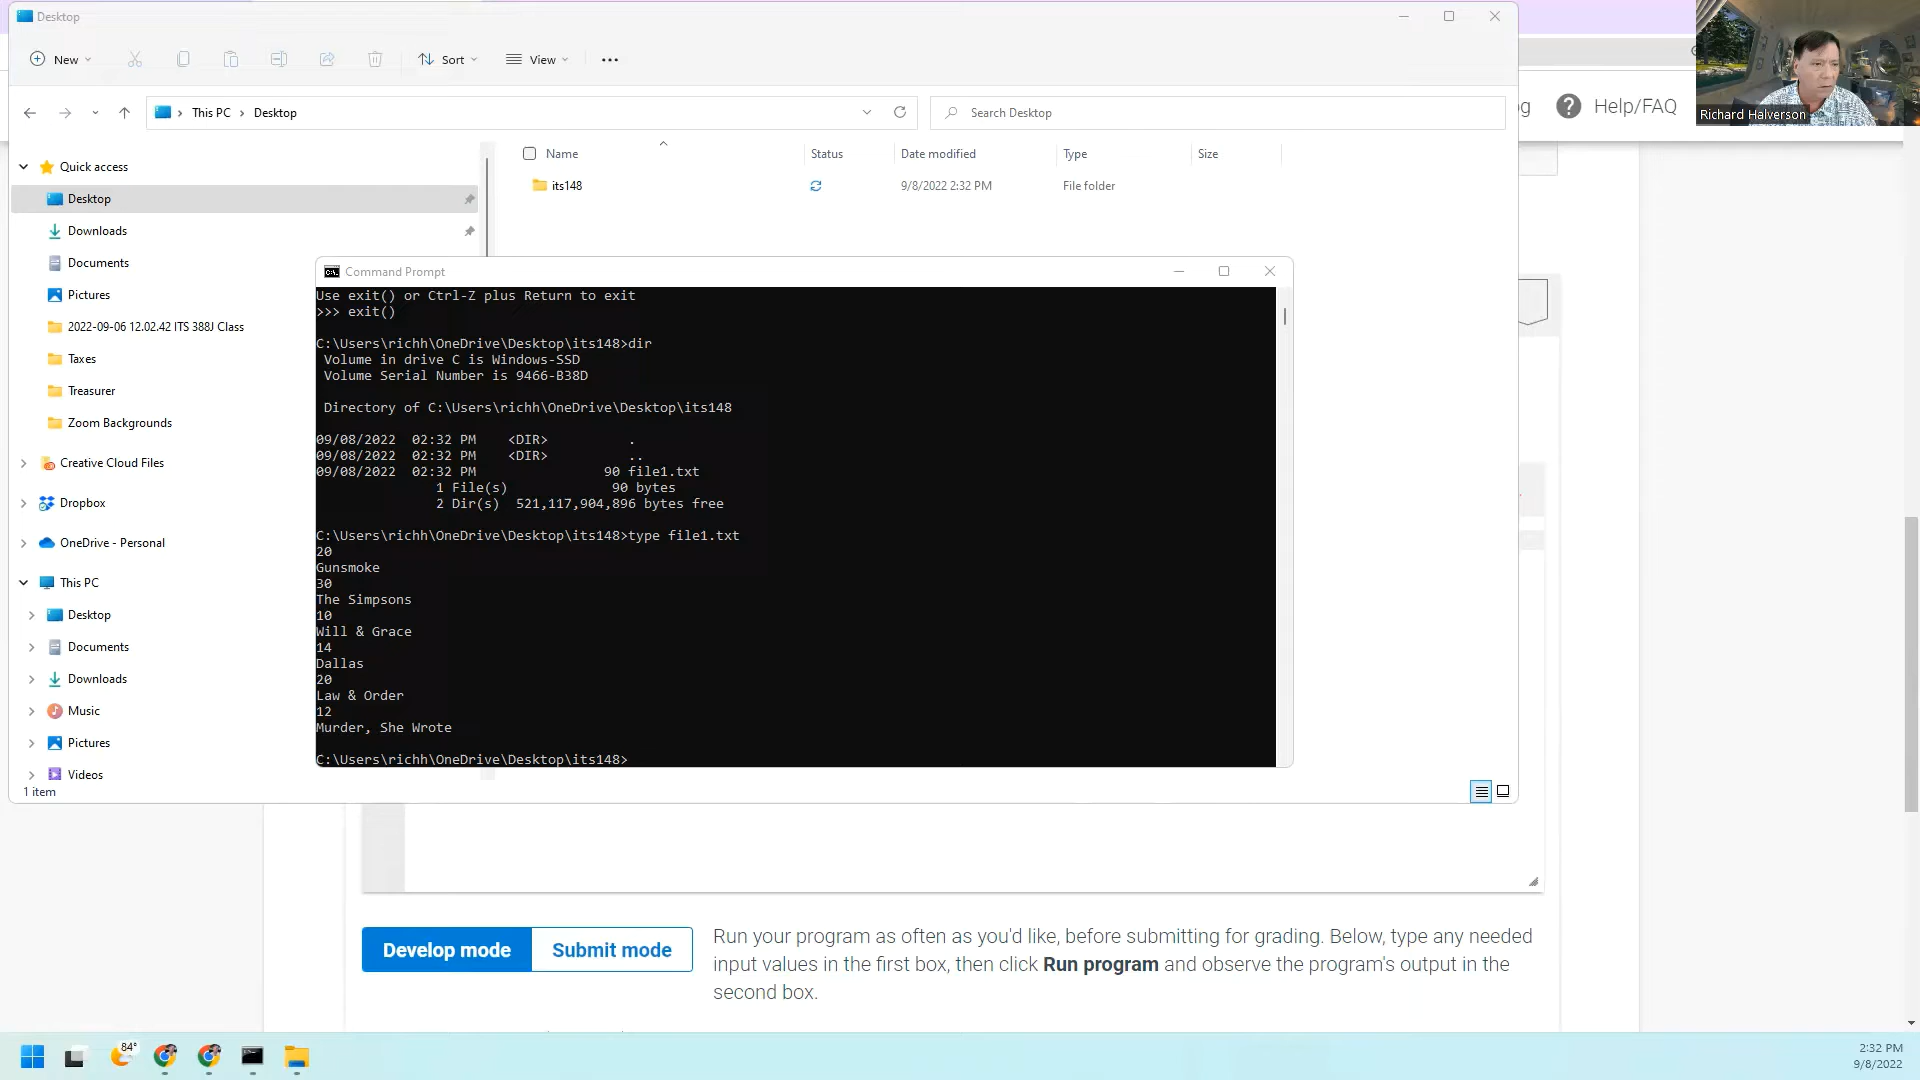 Desktop
New
Sort
View
This PC
Desktop
Search Desktop
Help/FAQ
Richard Halverson
Name
Status
Date modified
Type
Size
its148
9/8/2022 2:32 PM
File folder
Quick access
Desktop
Downloads
Documents
Pictures
2022-09-06 12.02.42 ITS 388J Class
Taxes
Treasurer
Zoom Backgrounds
Creative Cloud Files
Dropbox
OneDrive - Personal
This PC
Desktop
Documents
Downloads
Music
Pictures
Videos
1 item
Command Prompt
Use exit() or Ctrl-Z plus Return to exit
>>> exit()
C:\Users\richh\OneDrive\Desktop\its148>dir
Volume in drive C is Windows-SSD
Volume Serial Number is 9466-B38D
Directory of C:\Users\richh\OneDrive\Desktop\its148
09/08/2022  02:32 PM    <DIR>          .
09/08/2022  02:32 PM    <DIR>          ..
09/08/2022  02:32 PM                90 file1.txt
1 File(s)             90 bytes
2 Dir(s)  521,117,904,896 bytes free
C:\Users\richh\OneDrive\Desktop\its148>type file1.txt
20
Gunsmoke
30
The Simpsons
10
Will & Grace
14
Dallas
20
Law & Order
12
Murder, She Wrote
C:\Users\richh\OneDrive\Desktop\its148>
Develop mode
Submit mode
Run your program as often as you'd like, before submitting for grading. Below, type any needed
input values in the first box, then click Run program and observe the program's output in the
second box.
84°
2:32 PM
9/8/2022